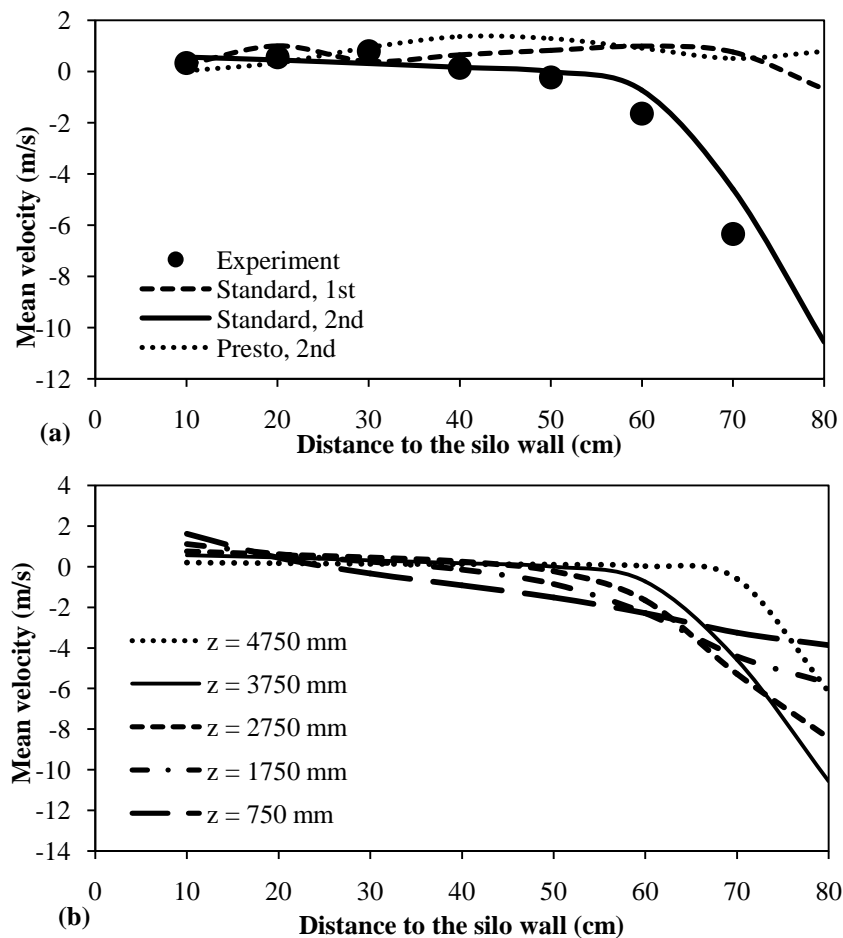 2
0
-2
-4
-6
-8
-10
-12
Mean velocity (m/s)
Experiment
Standard, 1st
Standard, 2nd
Presto, 2nd
0 10 20 30 40 50 60 70 80
(a)
Distance to the silo wall (cm)
4
2
0
-2
-4
-6
-8
-10
-12
-14
Mean velocity (m/s)
z = 4750 mm
z = 3750 mm
z = 2750 mm
z = 1750 mm
z = 750 mm
0 10 20 30 40 50 60 70 80
(b)
Distance to the silo wall (cm)